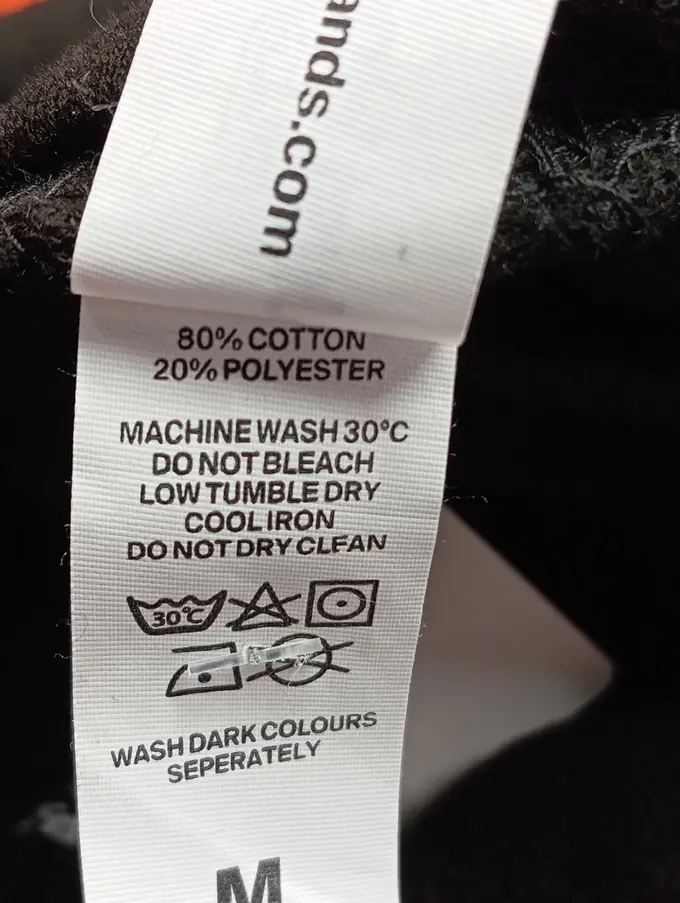 ands.com
80% COTTON
20% POLYESTER
MACHINE WASH 30°C
DO NOT BLEACH
LOW TUMBLE DRY
COOL IRON
DO NOT DRY CLEAN
30°C
WASH DARK COLOURS
SEPERATELY
M